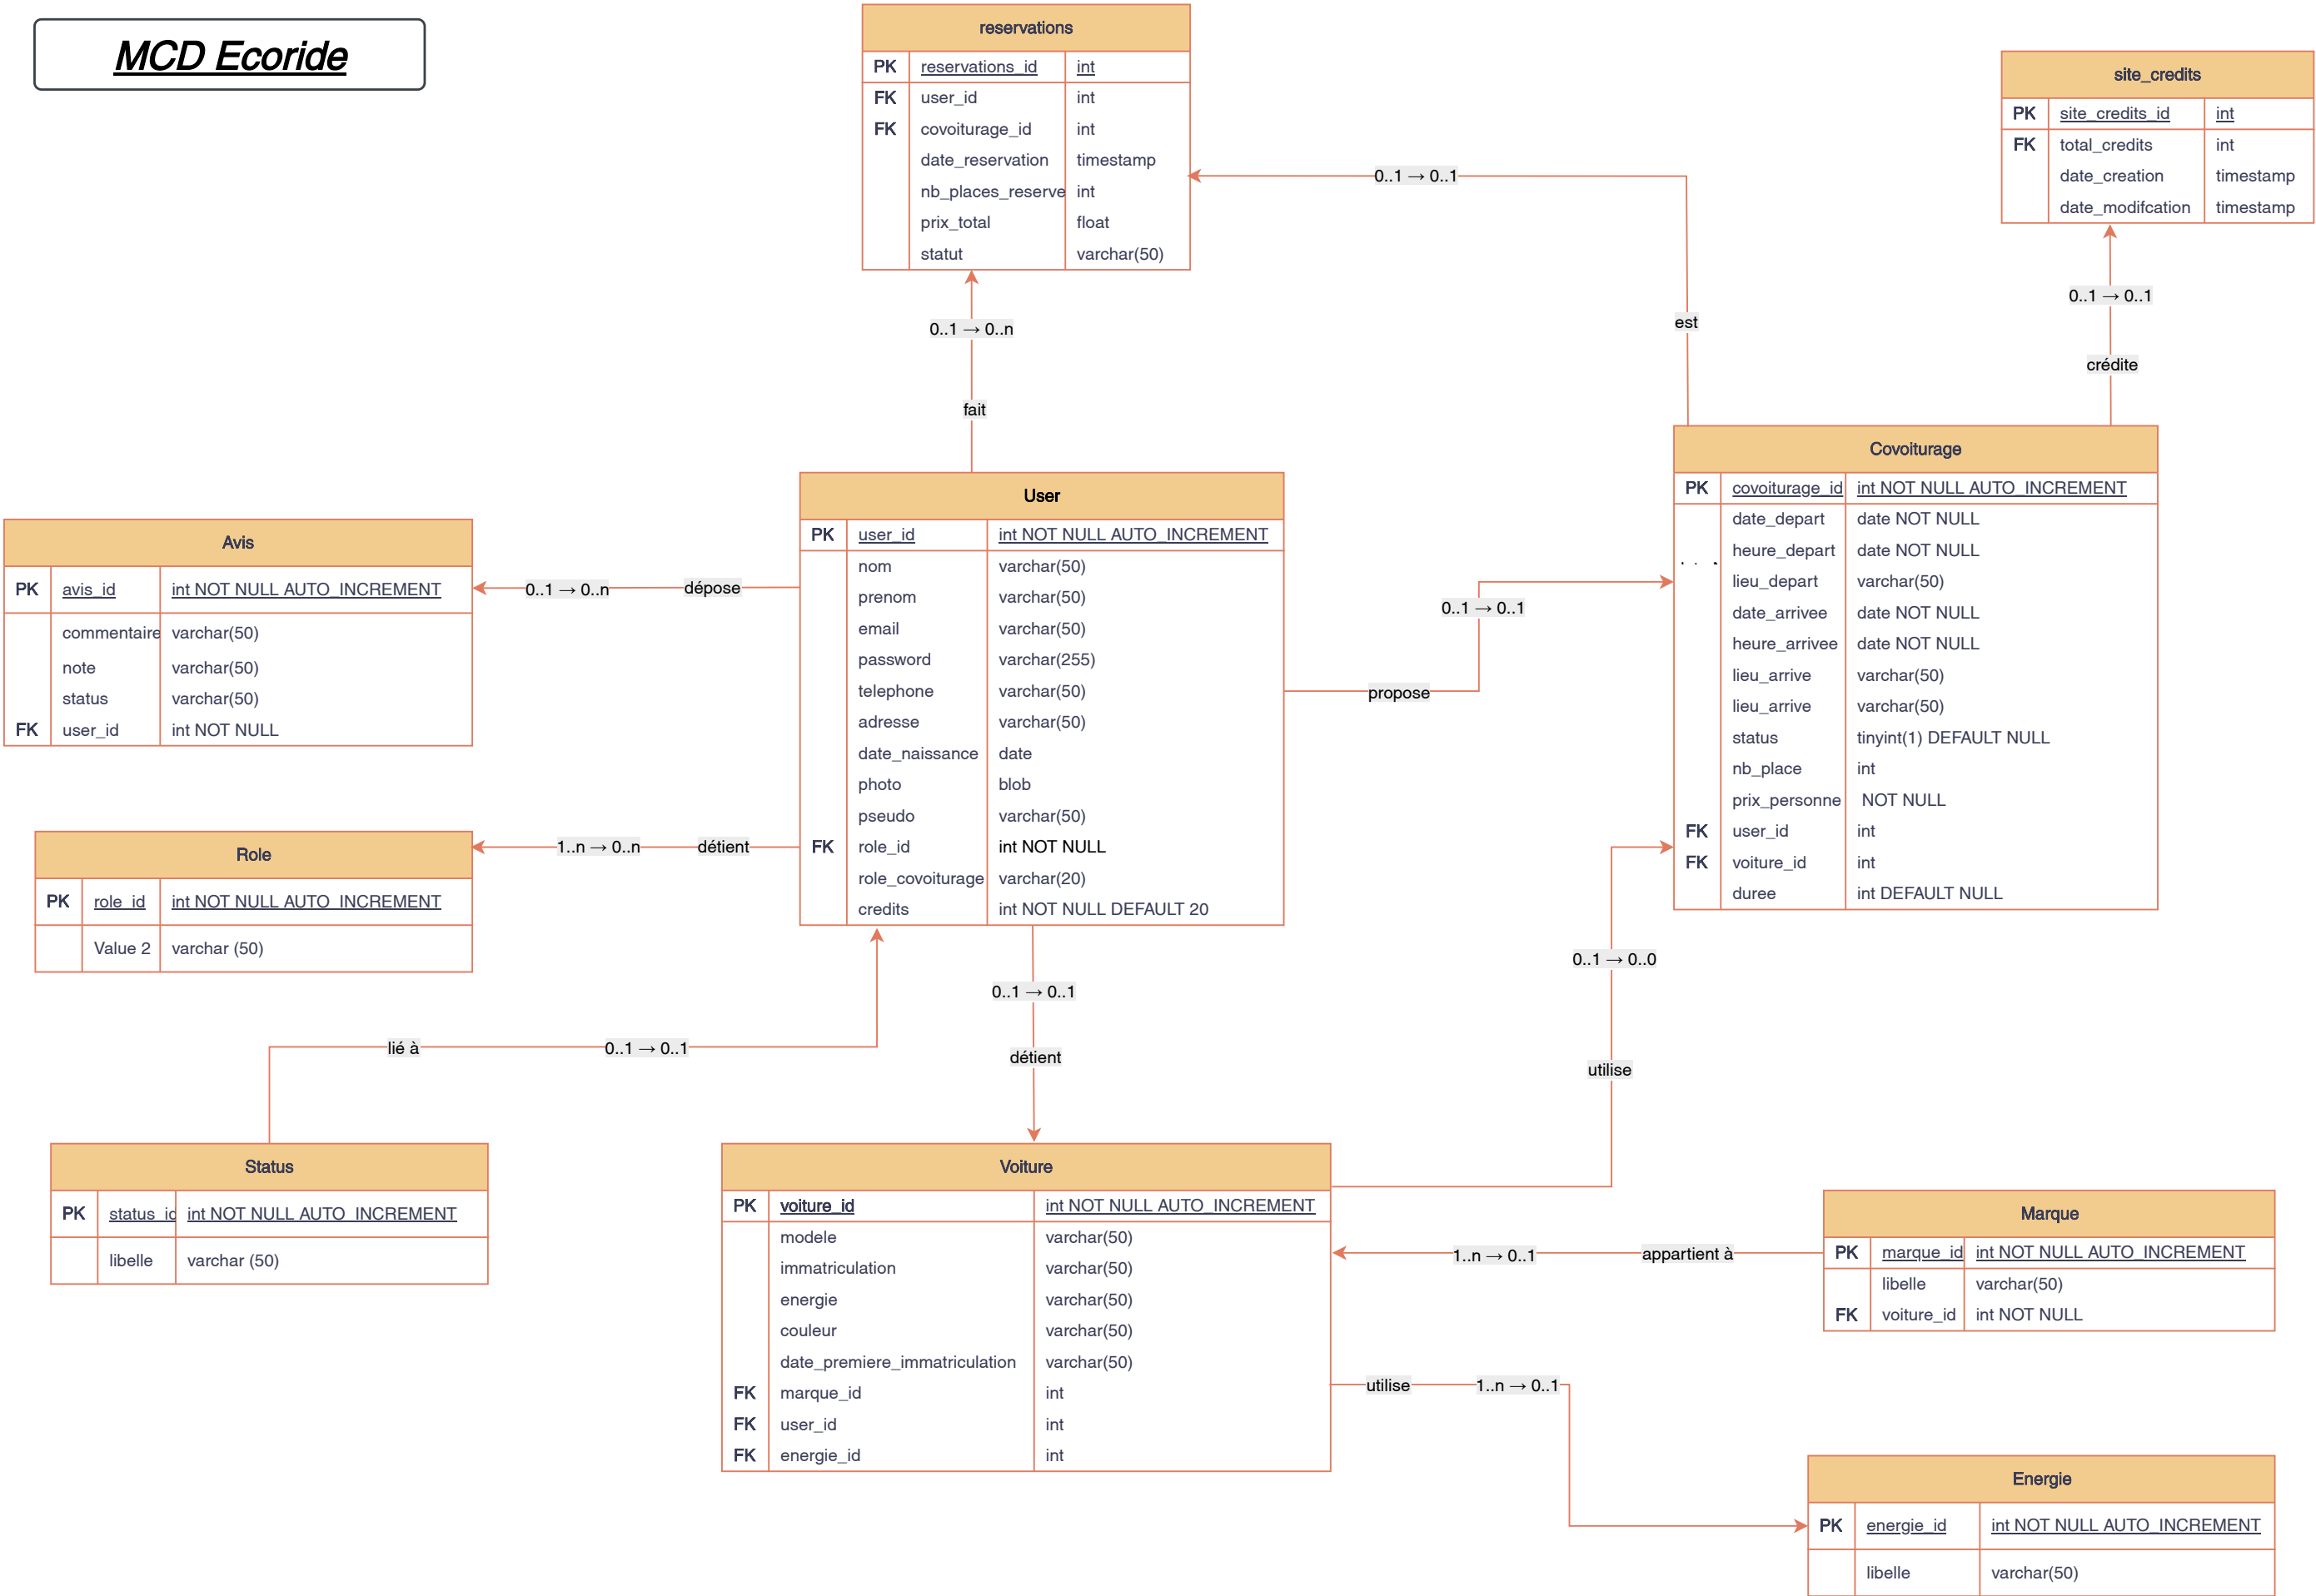 MCD Ecoride
reservations
PK reservations_id int
FK user_id int
FK covoiturage_id int
date_reservation timestamp
nb_places_reserve int
prix_total float
statut varchar(50)
site_credits
PK site_credits_id int
FK total_credits int
date_creation timestamp
date_modifcation timestamp
0..1 → 0..1
est
0..1 → 0..1
crédite
0..1 → 0..n
fait
Avis
PK avis_id int NOT NULL AUTO_INCREMENT
commentaire varchar(50)
note varchar(50)
status varchar(50)
FK user_id int NOT NULL
0..1 → 0..n dépose
User
PK user_id int NOT NULL AUTO_INCREMENT
nom varchar(50)
prenom varchar(50)
email varchar(50)
password varchar(255)
telephone varchar(50)
adresse varchar(50)
date_naissance date
photo blob
pseudo varchar(50)
FK role_id int NOT NULL
role_covoiturage varchar(20)
credits int NOT NULL DEFAULT 20
0..1 → 0..1
propose
Covoiturage
PK covoiturage_id int NOT NULL AUTO_INCREMENT
date_depart date NOT NULL
heure_depart date NOT NULL
lieu_depart varchar(50)
date_arrivee date NOT NULL
heure_arrivee date NOT NULL
lieu_arrive varchar(50)
lieu_arrive varchar(50)
status tinyint(1) DEFAULT NULL
nb_place int
prix_personne NOT NULL
FK user_id int
FK voiture_id int
duree int DEFAULT NULL
Role
PK role_id int NOT NULL AUTO_INCREMENT
Value 2 varchar (50)
1..n → 0..n détient
lié à 0..1 → 0..1
0..1 → 0..1
détient
0..1 → 0..0
utilise
Status
PK status_id int NOT NULL AUTO_INCREMENT
libelle varchar (50)
Voiture
PK voiture_id int NOT NULL AUTO_INCREMENT
modele varchar(50)
immatriculation varchar(50)
energie varchar(50)
couleur varchar(50)
date_premiere_immatriculation varchar(50)
FK marque_id int
FK user_id int
FK energie_id int
1..n → 0..1 appartient à
Marque
PK marque_id int NOT NULL AUTO_INCREMENT
libelle varchar(50)
FK voiture_id int NOT NULL
utilise 1..n → 0..1
Energie
PK energie_id int NOT NULL AUTO_INCREMENT
libelle varchar(50)